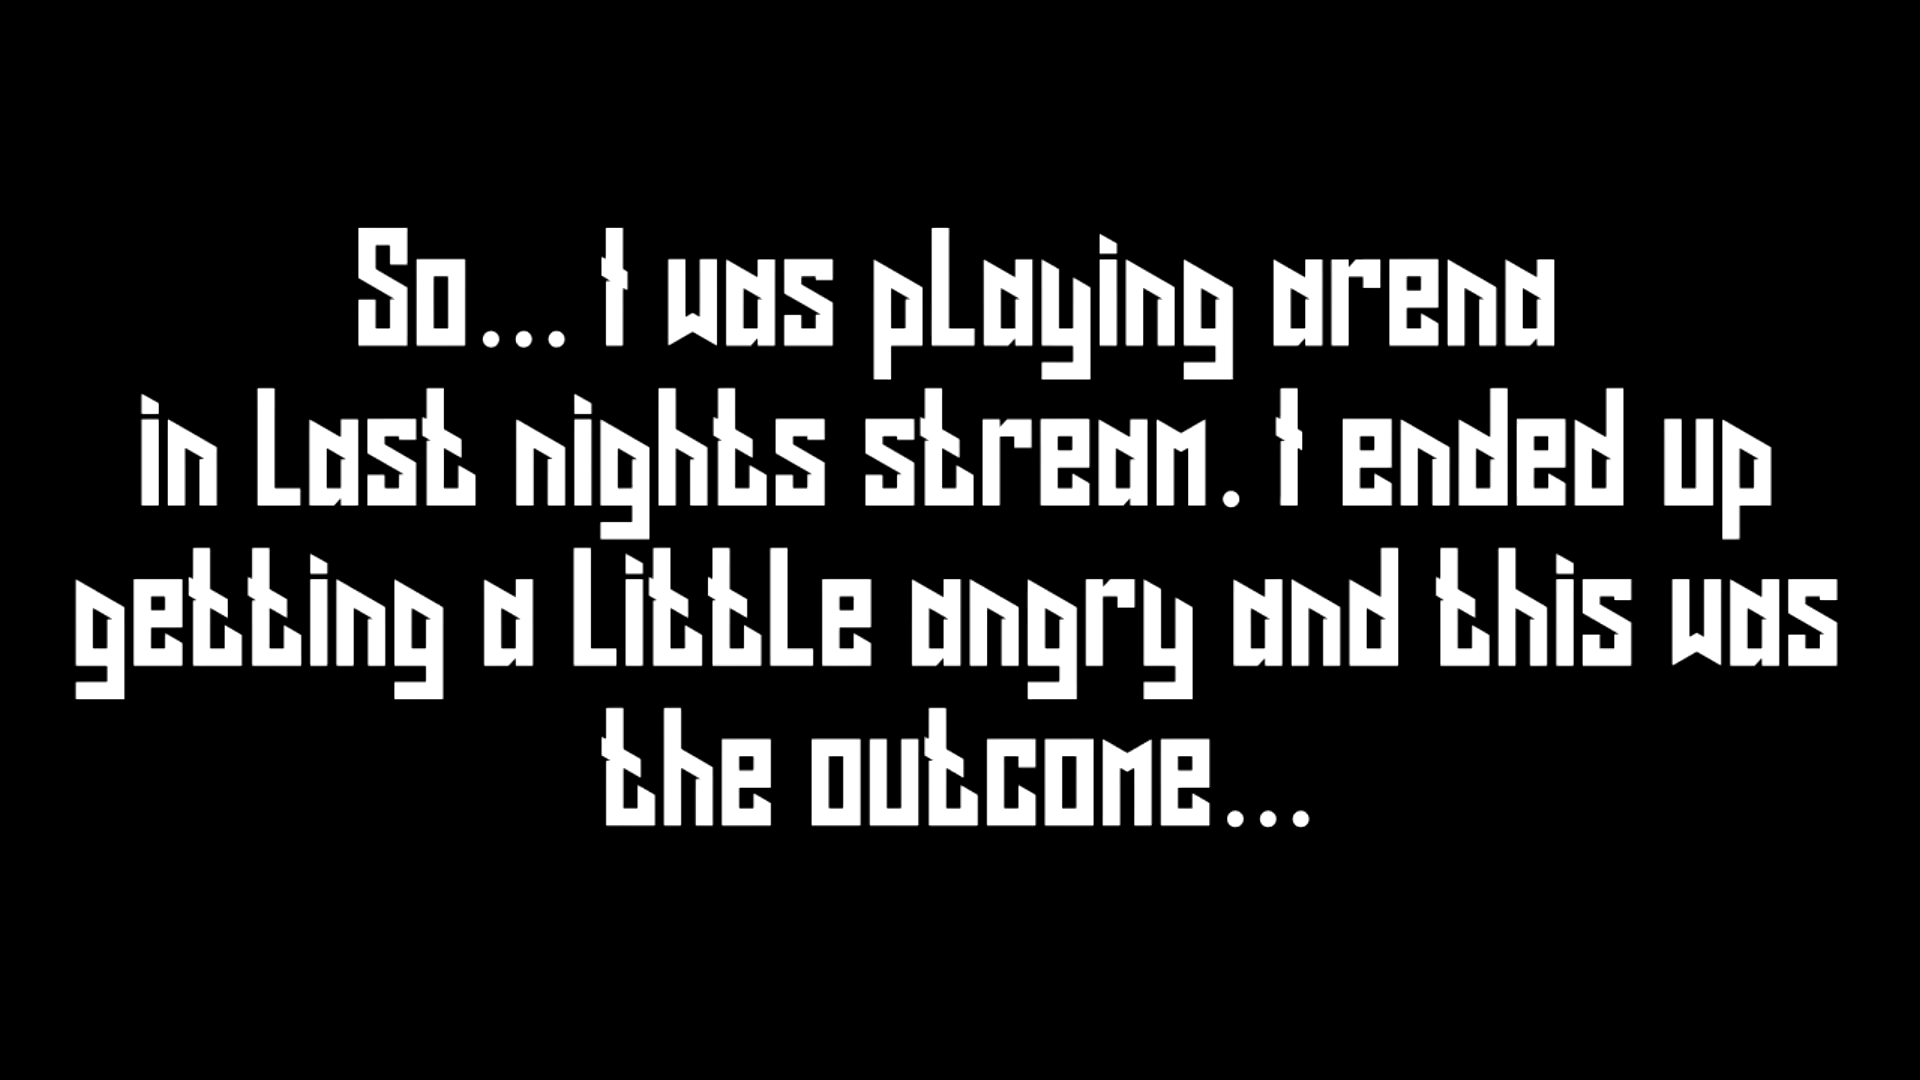 So... I was playing arena
in last nights stream. I ended up
getting a little angry and this was
the outcome...